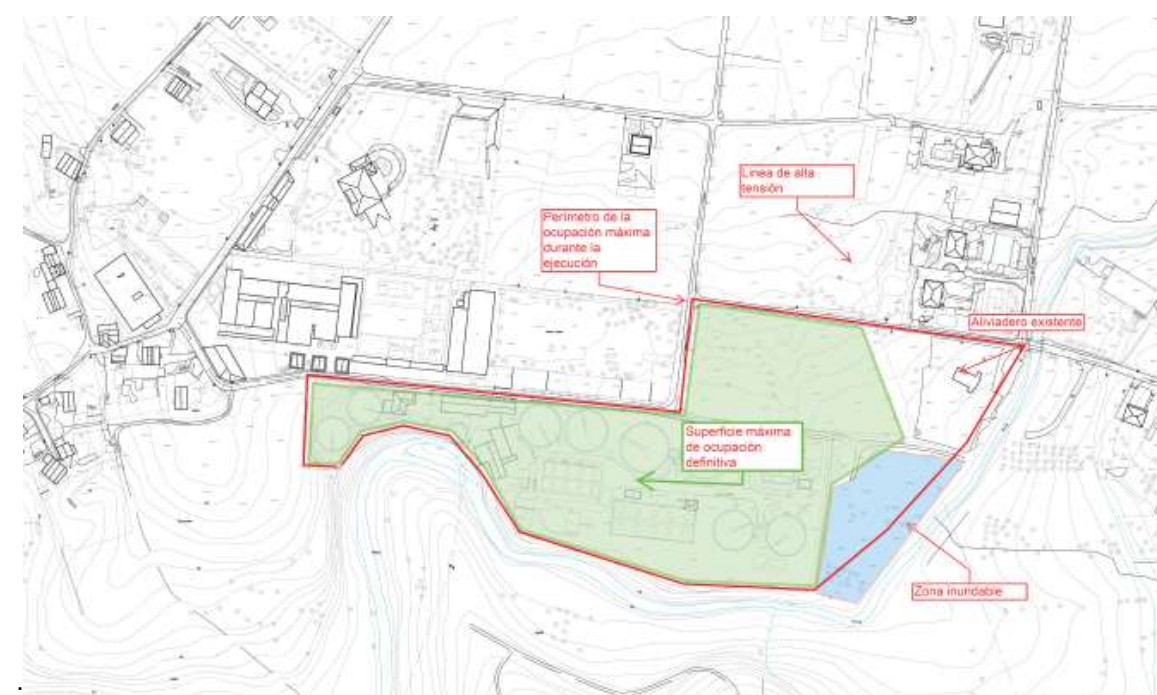 Línea de alta
tensión
Perímetro de la
ocupación máxima
durante la
ejecución
Aliviadero existente
Superficie máxima
de ocupación
definitiva
Zona inundable